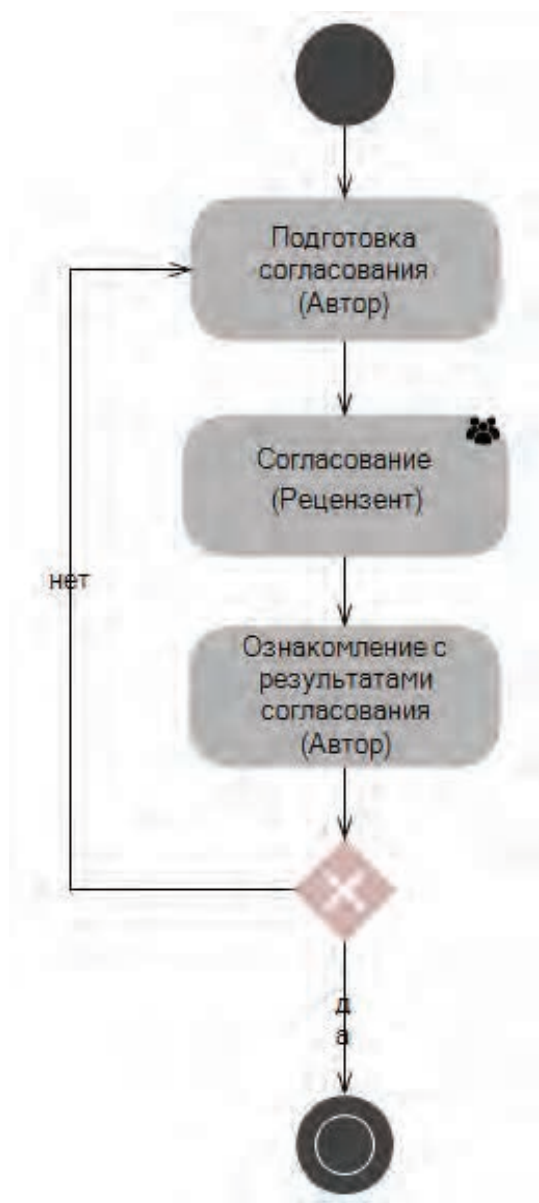 Подготовка
согласования
(Автор)
Согласование
(Рецензент)
нет
Ознакомление с
результатами
согласования
(Автор)
д
а